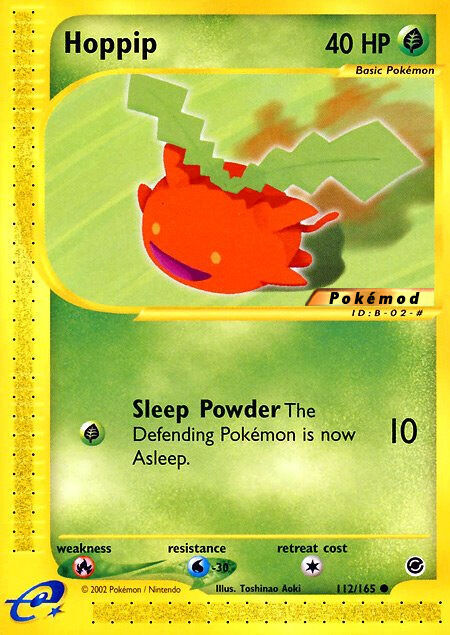 Hoppip 40 HP
Basic Pokémon
Pokémod
ID:B-02-#
Sleep Powder The
Defending Pokémon is now
Asleep.
10
weakness resistance retreat cost
-30
© 2002 Pokémon / Nintendo Illus. Toshinao Aoki 112/165
e